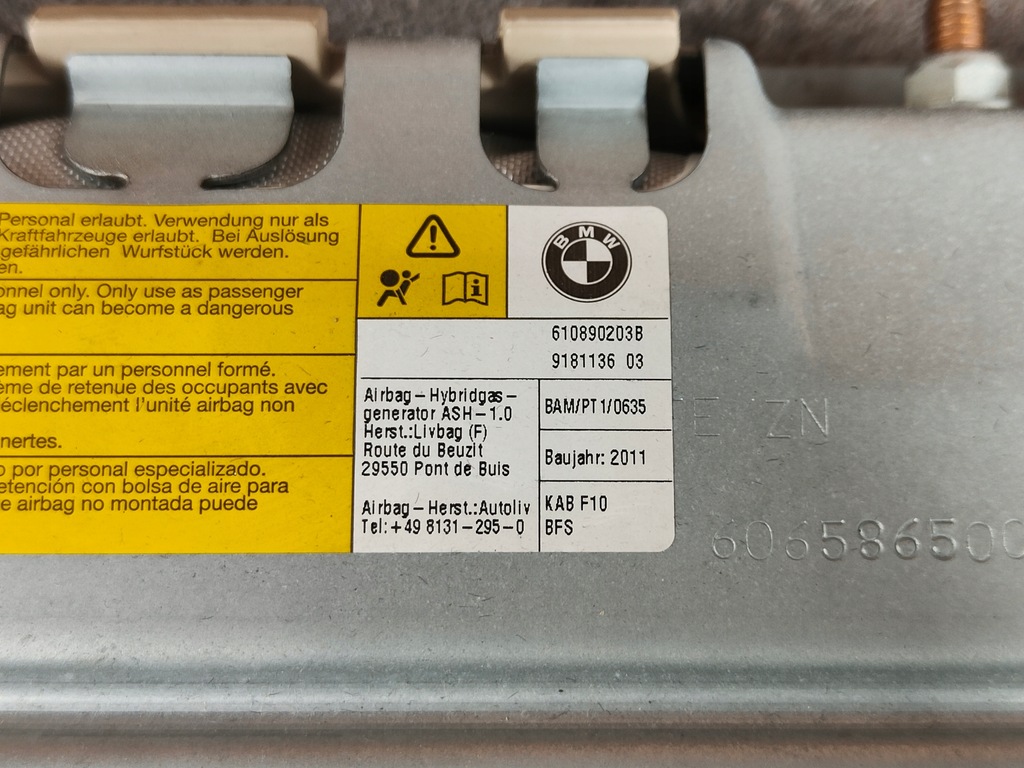 Personal erlaubt. Verwendung nur als
Kraftfahrzeuge erlaubt. Bei Auslösung
gefährlichen Wurfstück werden.
en.
onnel only. Only use as passenger
ag unit can become a dangerous
ement par un personnel formé.
ème de retenue des occupants avec
déclenchement l'unité airbag non
inertes.
o por personal especializado.
etención con bolsa de aire para
e airbag no montada puede
BMW
610890203B
9181136 03
Airbag-Hybridgas-
generator ASH-1.0
Herst.:Livbag (F)
Route du Beuzit
29550 Pont de Buis
Airbag-Herst.:Autoliv
Tel:+49 8131-295-0
BAM/PT1/0635
Baujahr: 2011
KAB F10
BFS
TE ZN
606586500